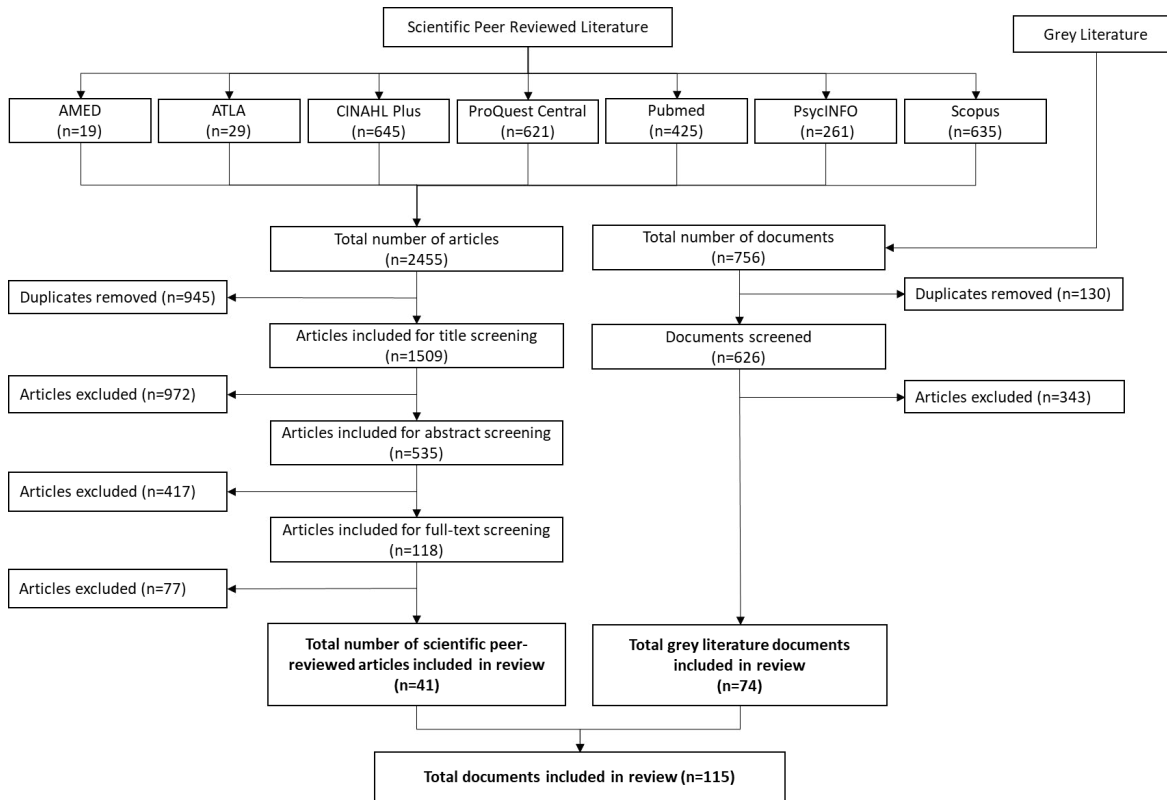 Scientific Peer Reviewed Literature
Grey Literature
AMED
(n=19)
ATLA
(n=29)
CINAHL Plus
(n=645)
ProQuest Central
(n=621)
Pubmed
(n=425)
PsycINFO
(n=261)
Scopus
(n=635)
Total number of articles
(n=2455)
Total number of documents
(n=756)
Duplicates removed (n=945)
Duplicates removed (n=130)
Articles included for title screening
(n=1509)
Documents screened
(n=626)
Articles excluded (n=972)
Articles excluded (n=343)
Articles included for abstract screening
(n=535)
Articles excluded (n=417)
Articles included for full-text screening
(n=118)
Articles excluded (n=77)
Total number of scientific peer-
reviewed articles included in review
(n=41)
Total grey literature documents
included in review
(n=74)
Total documents included in review (n=115)